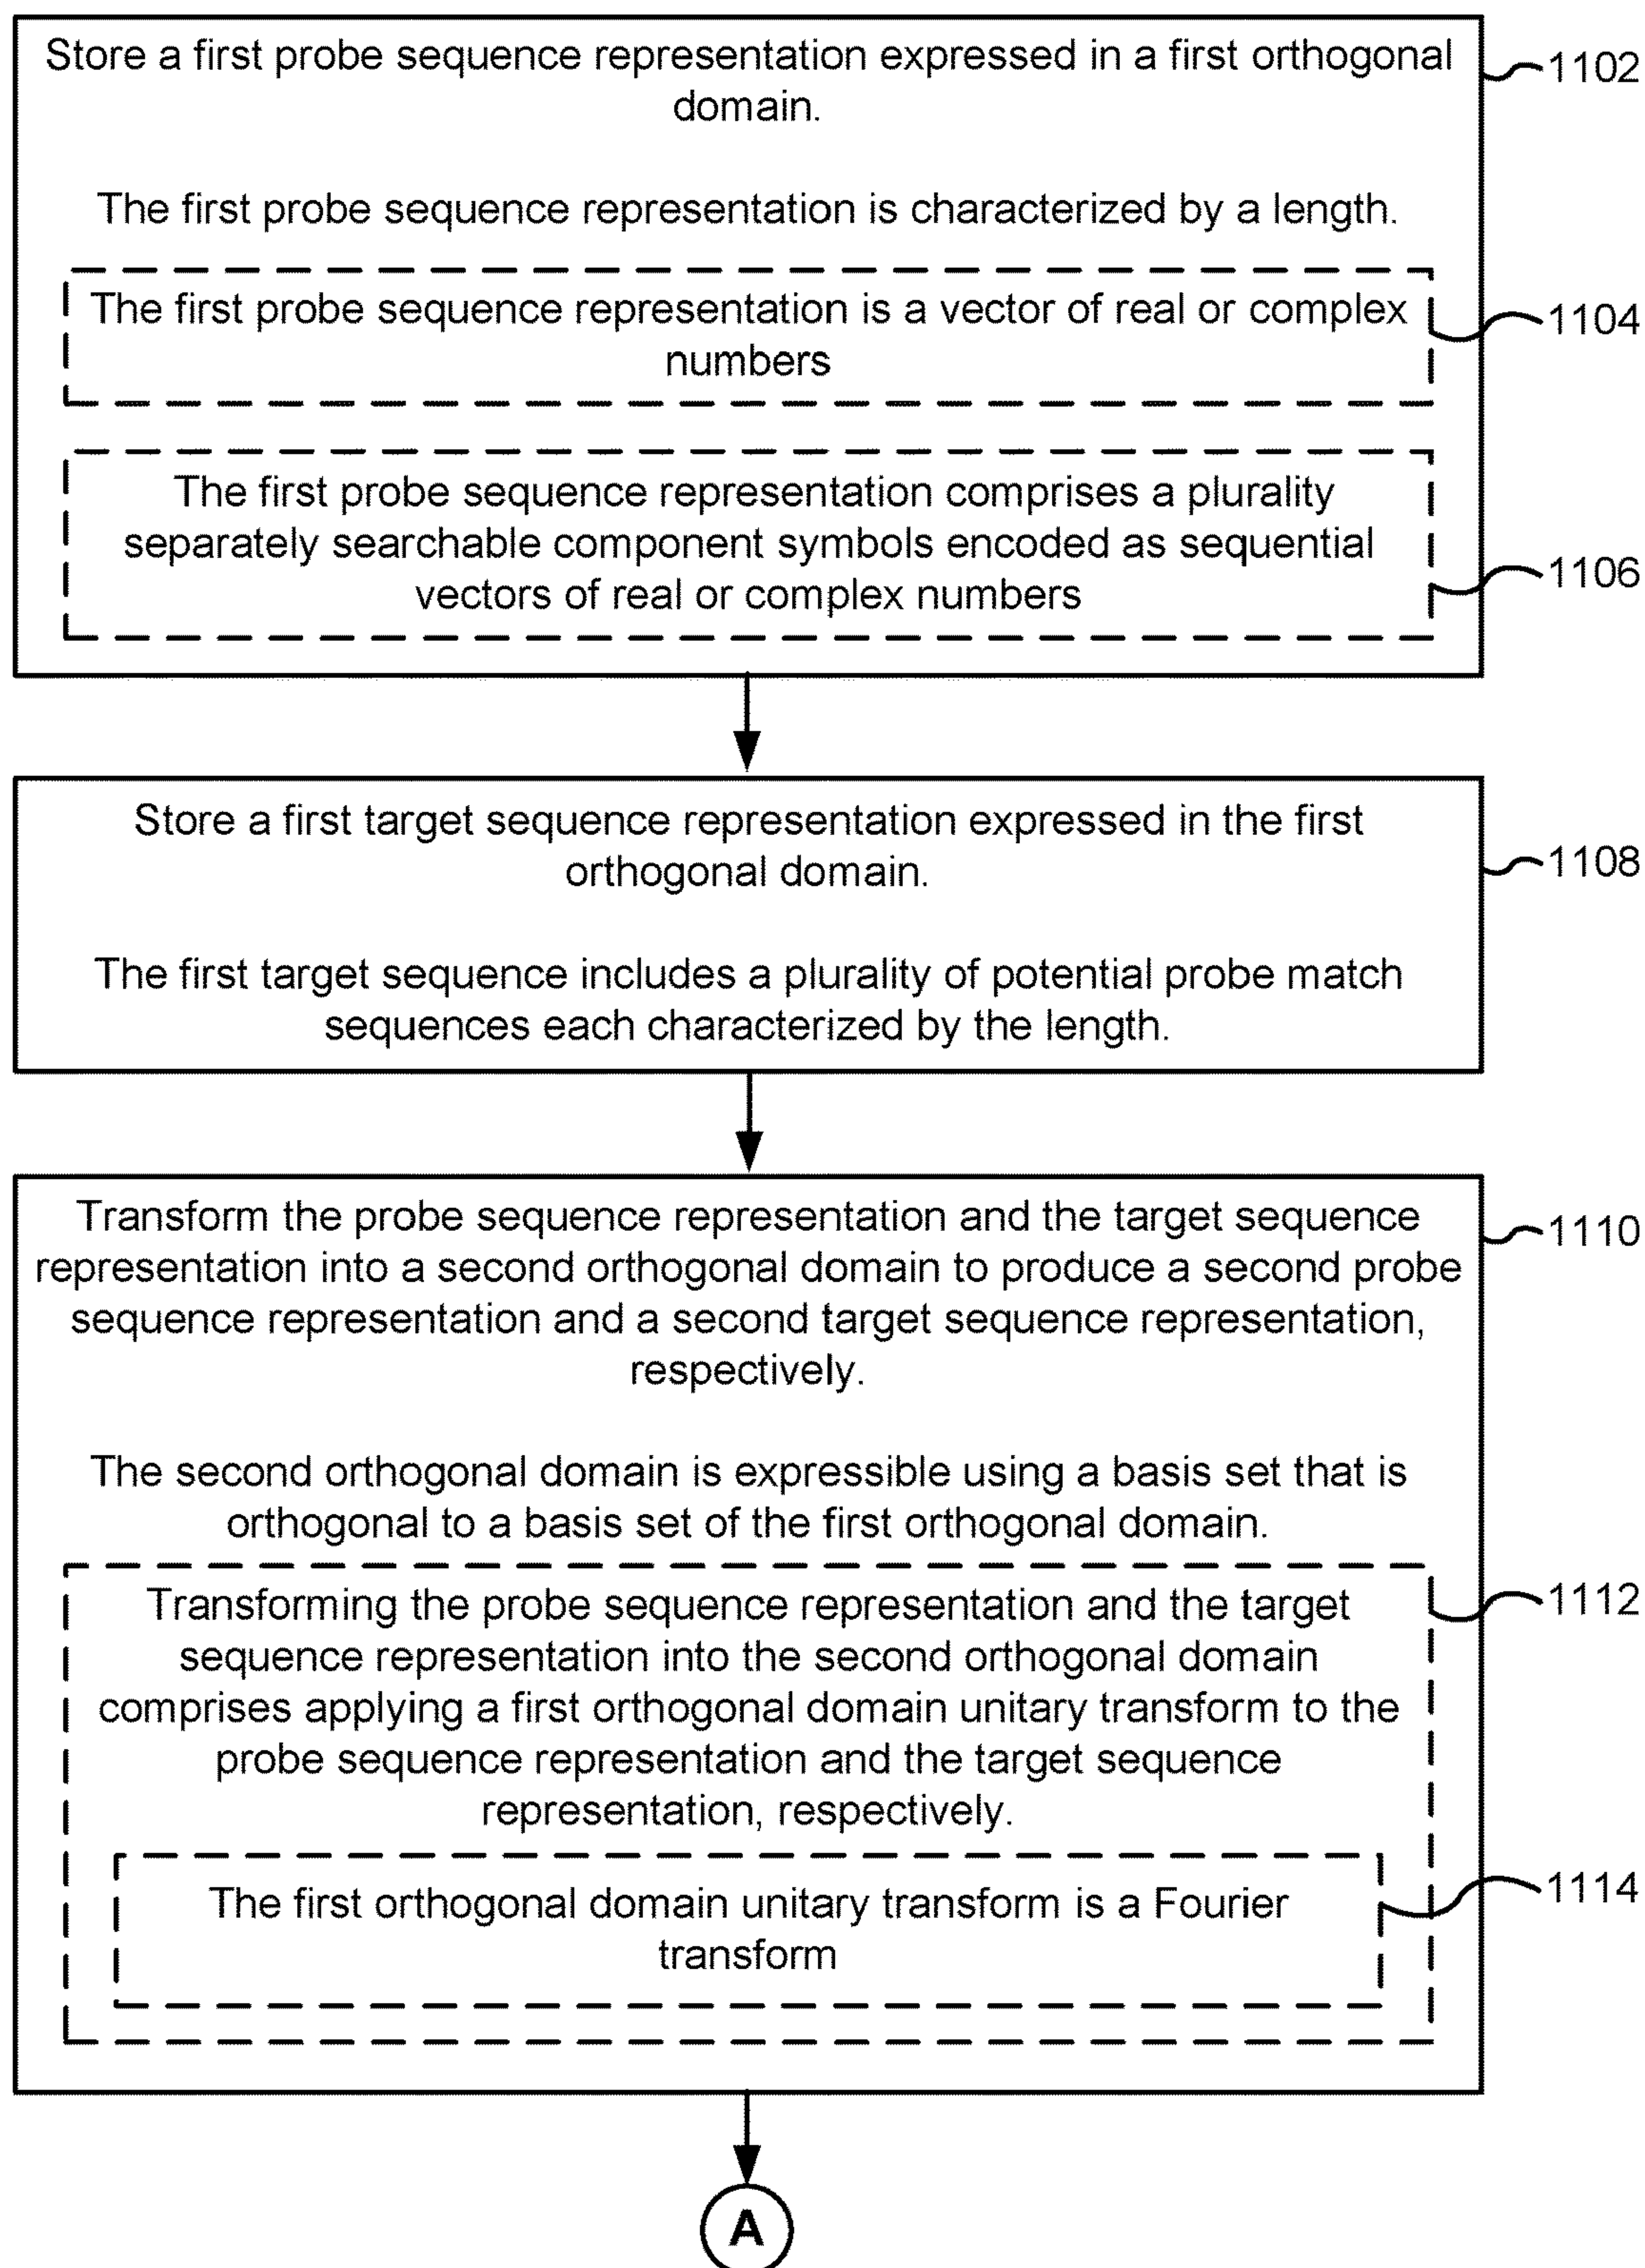 Store a first probe sequence representation expressed in a first orthogonal
domain.
1102
The first probe sequence representation is characterized by a length.
The first probe sequence representation is a vector of real or complex
numbers
1104
The first probe sequence representation comprises a plurality
separately searchable component symbols encoded as sequential
vectors of real or complex numbers
1106
Store a first target sequence representation expressed in the first
orthogonal domain.
1108
The first target sequence includes a plurality of potential probe match
sequences each characterized by the length.
Transform the probe sequence representation and the target sequence
representation into a second orthogonal domain to produce a second probe
sequence representation and a second target sequence representation,
respectively.
1110
The second orthogonal domain is expressible using a basis set that is
orthogonal to a basis set of the first orthogonal domain.
Transforming the probe sequence representation and the target
sequence representation into the second orthogonal domain
comprises applying a first orthogonal domain unitary transform to the
probe sequence representation and the target sequence
representation, respectively.
1112
The first orthogonal domain unitary transform is a Fourier
transform
1114
A